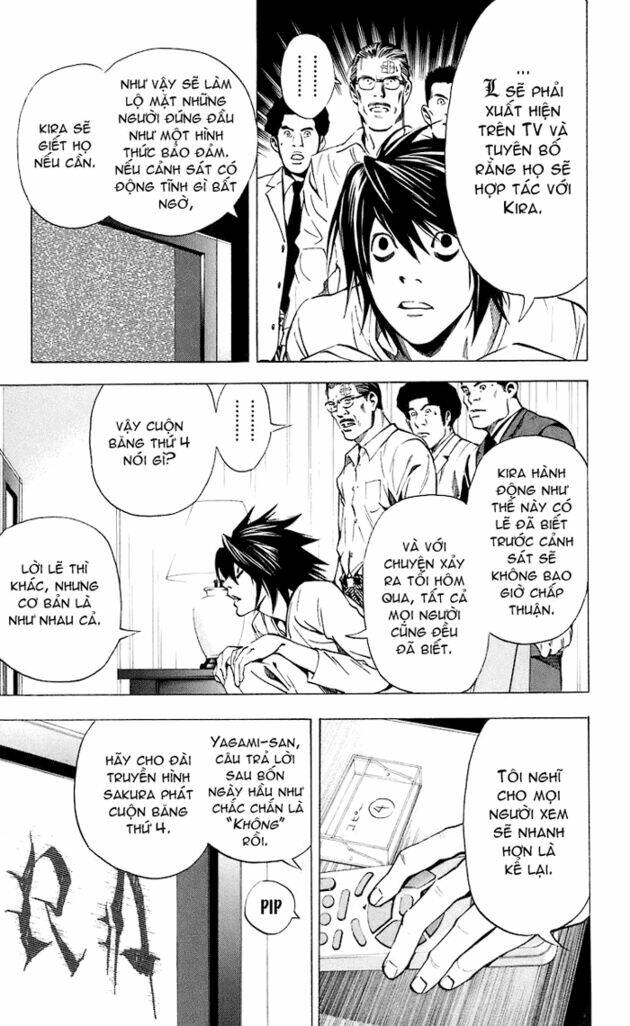 ...
L SẼ PHẢI
XUẤT HIỆN
TRÊN TV VÀ
TUYÊN BỐ
RẰNG HỌ SẼ
HỢP TÁC VỚI
KIRA.
......
NHƯ VẬY SẼ LÀM
LỘ MẶT NHỮNG
NGƯỜI ĐỨNG ĐẦU
NHƯ MỘT HÌNH
THỨC BẢO ĐẢM.
NẾU CẢNH SÁT CÓ
ĐỘNG TĨNH GÌ BẤT
NGỜ,
KIRA SẼ
GIẾT HỌ
NẾU CẦN.
KIRA HÀNH
ĐỘNG NHƯ
THẾ NÀY CÓ
LẼ ĐÃ BIẾT
TRƯỚC CẢNH
SÁT SẼ
KHÔNG BAO
GIỜ CHẤP
THUẬN.
VÀ VỚI
CHUYỆN XẢY
RA TỐI HÔM
QUA, TẤT CẢ
MỌI NGƯỜI
CŨNG ĐỀU
ĐÃ BIẾT.
......
VẬY CUỘN
BĂNG THỨ 4
NÓI GÌ?
LỜI LẼ THÌ
KHÁC, NHƯNG
CƠ BẢN LÀ
NHƯ NHAU CẢ.
TÔI NGHĨ
CHO MỌI
NGƯỜI XEM
SẼ NHANH
HƠN LÀ
KỂ LẠI.
4
YAGAMI-SAN,
CÂU TRẢ LỜI
SAU BỐN
NGÀY HẦU NHƯ
CHẮC CHẮN LÀ
“KHÔNG”
RỒI.
HÃY CHO ĐÀI
TRUYỀN HÌNH
SAKURA PHÁT
CUỘN BĂNG
THỨ 4.
PIP
RA